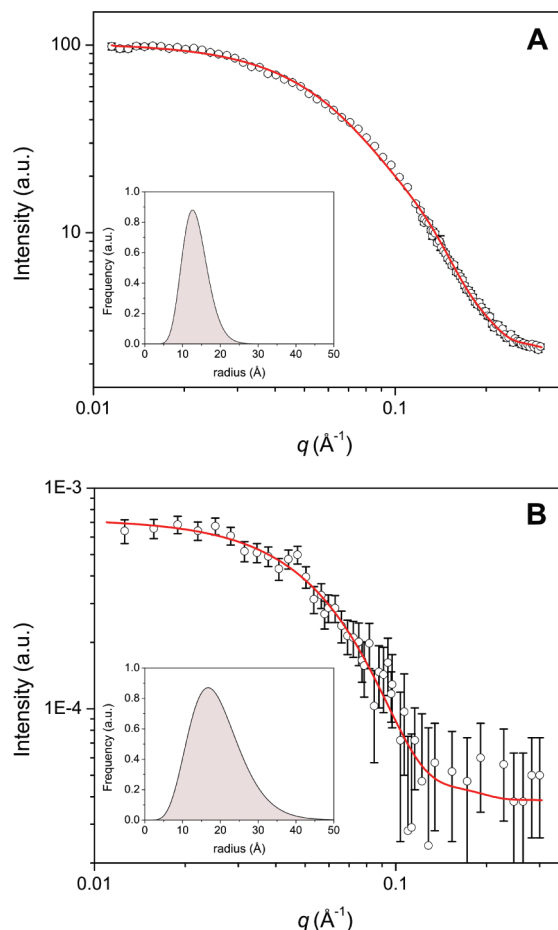 A
100
10
Intensity (a.u.)
1.0
0.8
0.6
0.4
0.2
0.0
Frequency (a.u.)
0 10 20 30 40 50
radius (Å)
0.01 0.1
q (Å⁻¹)
B
1E-3
1E-4
Intensity (a.u.)
1.0
0.8
0.6
0.4
0.2
0.0
Frequency (a.u.)
0 10 20 30 40 50
radius (Å)
0.01 0.1
q (Å⁻¹)